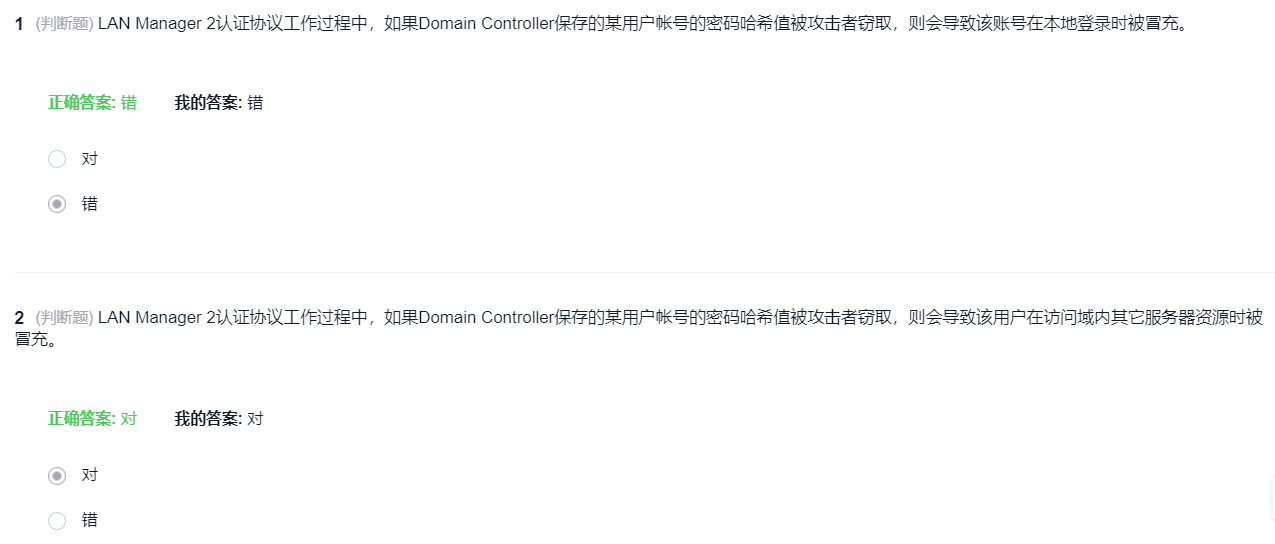 1 (判断题) LAN Manager 2认证协议工作过程中，如果Domain Controller保存的某用户帐号的密码哈希值被攻击者窃取，则会导致该账号在本地登录时被冒充。
正确答案: 错 我的答案: 错
对
错
2 (判断题) LAN Manager 2认证协议工作过程中，如果Domain Controller保存的某用户帐号的密码哈希值被攻击者窃取，则会导致该用户在访问域内其它服务器资源时被
冒充。
正确答案: 对 我的答案: 对
对
错